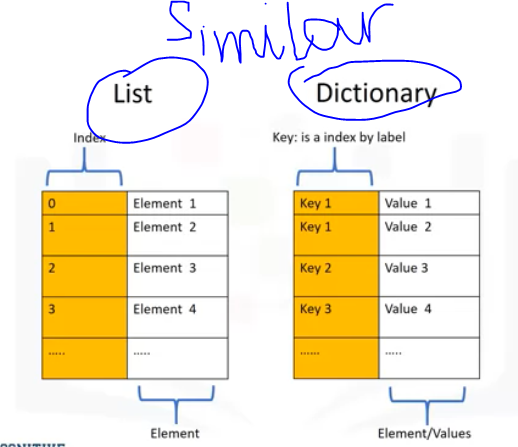 Similar
List Dictionary
Index Key: is a index by label
0 Element 1 Key 1 Value 1
1 Element 2 Key 1 Value 2
2 Element 3 Key 2 Value 3
3 Element 4 Key 3 Value 4
..... ..... ...... .....
Element Element/Values